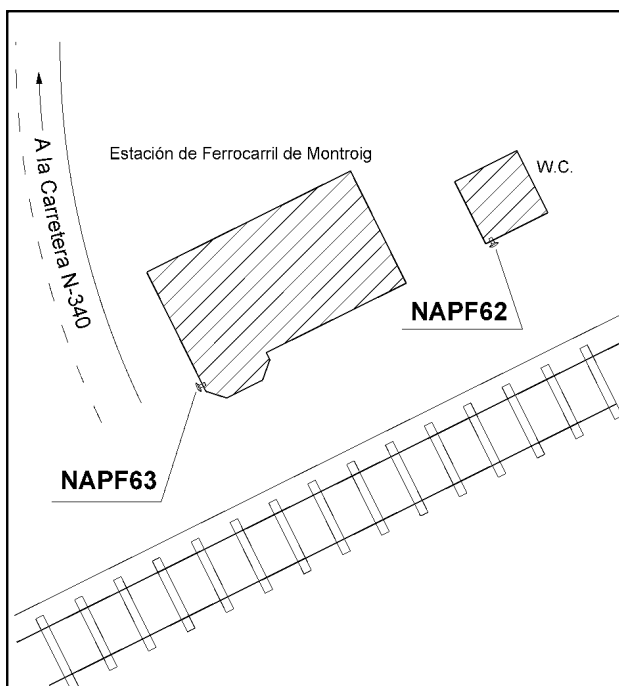 Estación de Ferrocarril de Montroig
W.C.
A la Carretera N-340
NAPF62
NAPF63